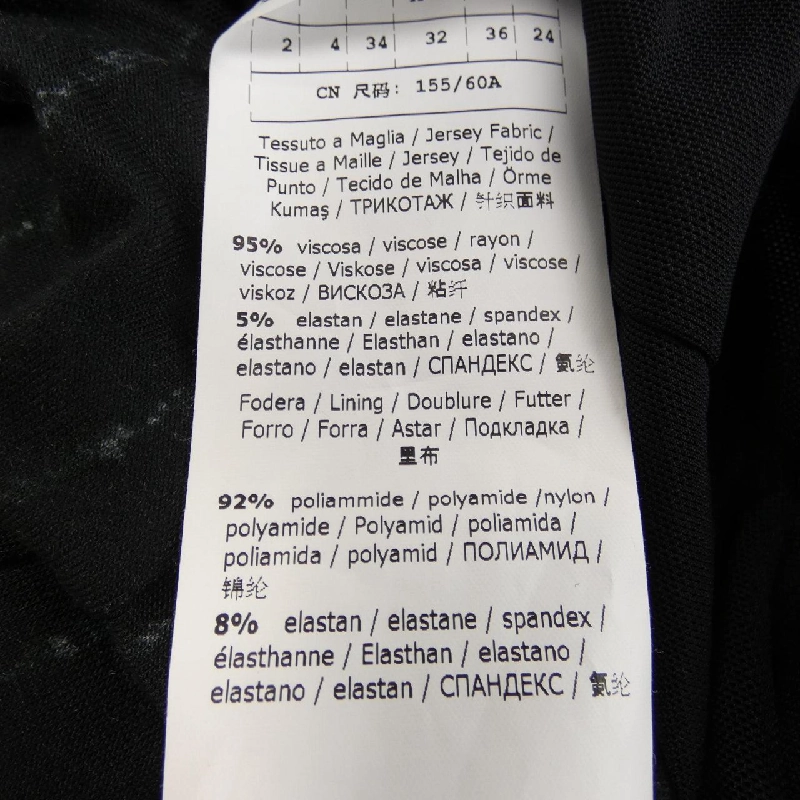 2 4 34 32 36 24
CN 尺码: 155/60A
Tessuto a Maglia / Jersey Fabric /
Tissue a Maille / Jersey / Tejido de
Punto / Tecido de Malha / Örme
Kumaş / ТРИКОТАЖ / 针织面料
95% viscosa / viscose / rayon /
viscose / Viskose / viscosa / viscose /
viskoz / ВИСКОЗА / 粘纤
5% elastan / elastane / spandex /
élasthanne / Elasthan / elastano /
elastano / elastan / СПАНДЕКС / 氨纶
Fodera / Lining / Doublure / Futter /
Forro / Forra / Astar / Подкладка /
里布
92% poliammide / polyamide /nylon /
polyamide / Polyamid / poliamida /
poliamida / polyamid / ПОЛИАМИД /
锦纶
8% elastan / elastane / spandex /
élasthanne / Elasthan / elastano /
elastano / elastan / СПАНДЕКС / 氨纶